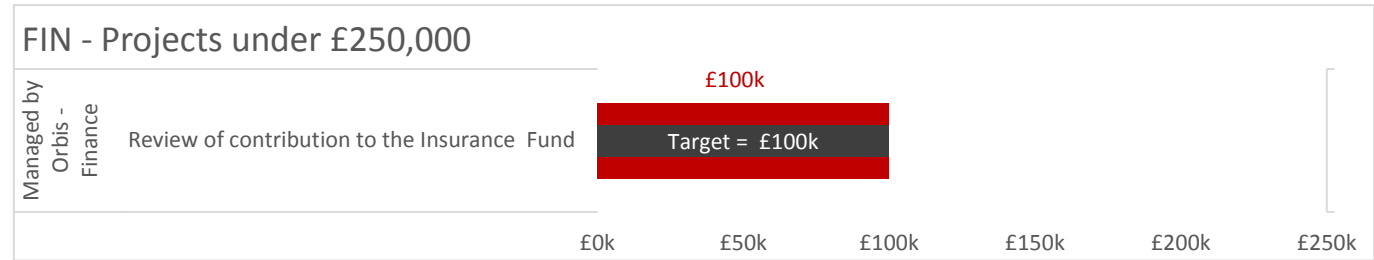 FIN - Projects under £250,000
Managed by
Orbis -
Finance
Review of contribution to the Insurance Fund
£100k
Target = £100k
£0k £50k £100k £150k £200k £250k